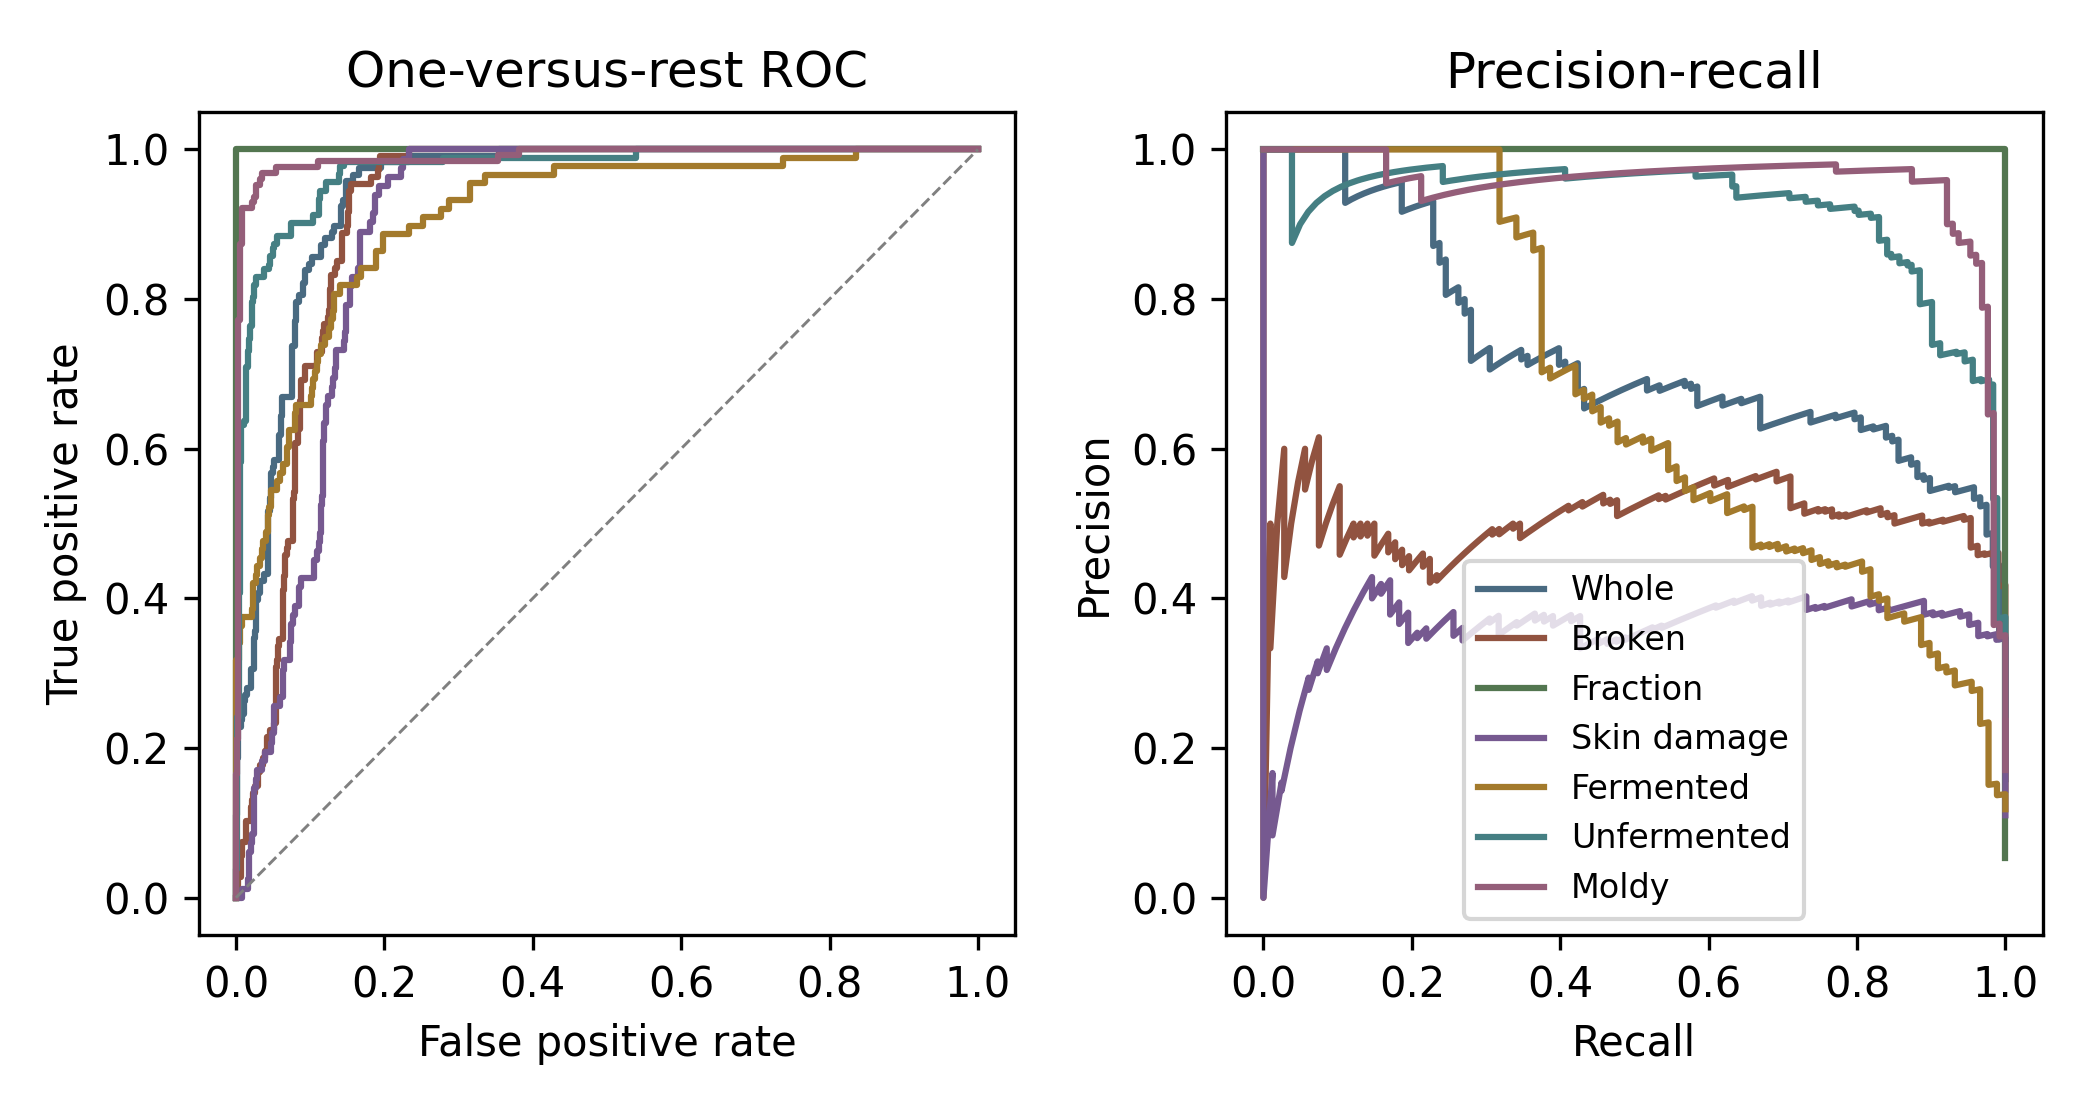 One-versus-rest ROC
True positive rate
1.0
0.8
0.6
0.4
0.2
0.0
0.0 0.2 0.4 0.6 0.8 1.0
False positive rate
Precision-recall
Precision
1.0
0.8
0.6
0.4
0.2
0.0
Whole
Broken
Fraction
Skin damage
Fermented
Unfermented
Moldy
0.0 0.2 0.4 0.6 0.8 1.0
Recall